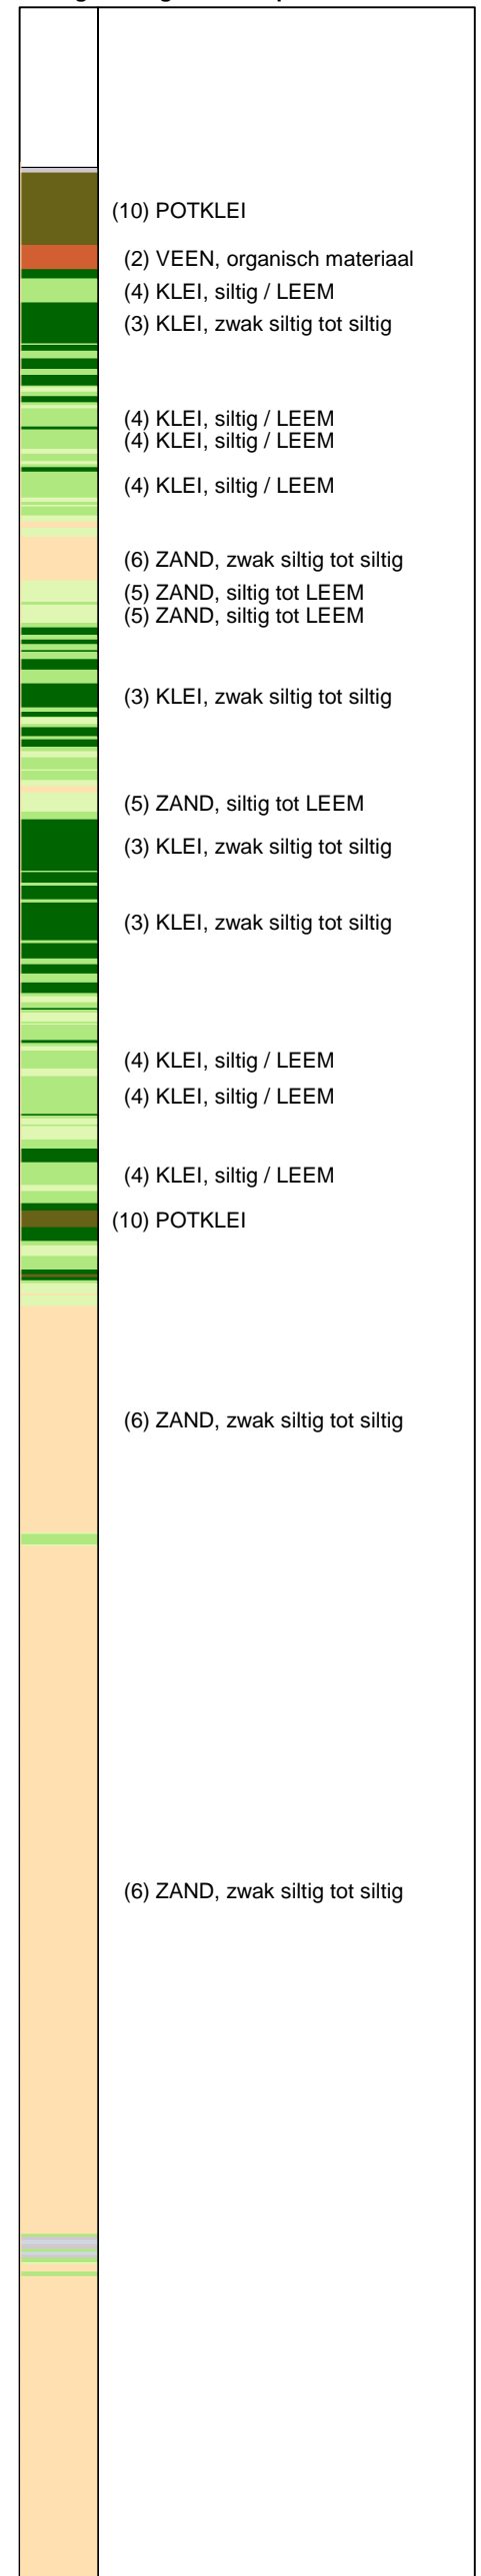 (10) POTKLEI
(2) VEEN, organisch materiaal
(4) KLEI, siltig / LEEM
(3) KLEI, zwak siltig tot siltig
(4) KLEI, siltig / LEEM
(4) KLEI, siltig / LEEM
(4) KLEI, siltig / LEEM
(6) ZAND, zwak siltig tot siltig
(5) ZAND, siltig tot LEEM
(5) ZAND, siltig tot LEEM
(3) KLEI, zwak siltig tot siltig
(5) ZAND, siltig tot LEEM
(3) KLEI, zwak siltig tot siltig
(3) KLEI, zwak siltig tot siltig
(4) KLEI, siltig / LEEM
(4) KLEI, siltig / LEEM
(4) KLEI, siltig / LEEM
(10) POTKLEI
(6) ZAND, zwak siltig tot siltig
(6) ZAND, zwak siltig tot siltig